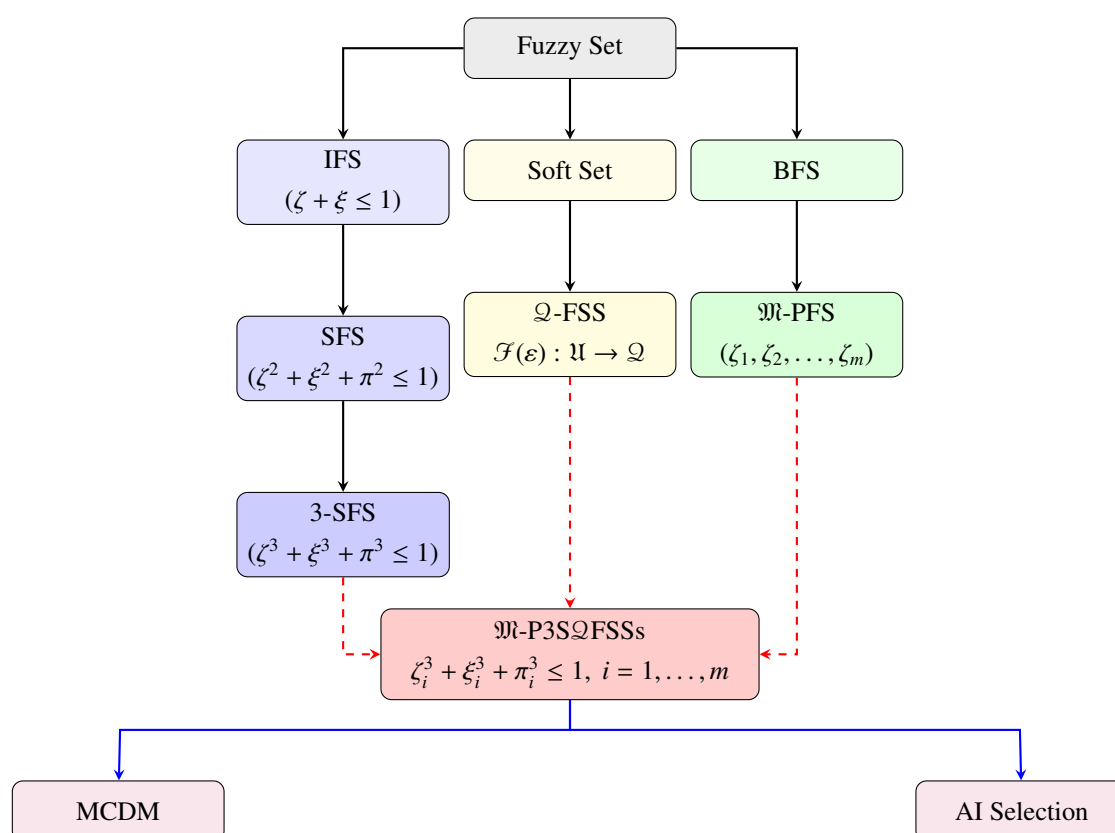 Fuzzy Set
IFS
(ζ + ξ ≤ 1)
Soft Set
BFS
𝔔-FSS
ℱ(ε) : 𝔘 → 𝔔
𝔐-PFS
(ζ₁, ζ₂, . . . , ζₘ)
SFS
(ζ² + ξ² + π² ≤ 1)
3-SFS
(ζ³ + ξ³ + π³ ≤ 1)
𝔐-P3S𝔔FSSs
ζᵢ³ + ξᵢ³ + πᵢ³ ≤ 1, i = 1, . . . , m
MCDM
AI Selection